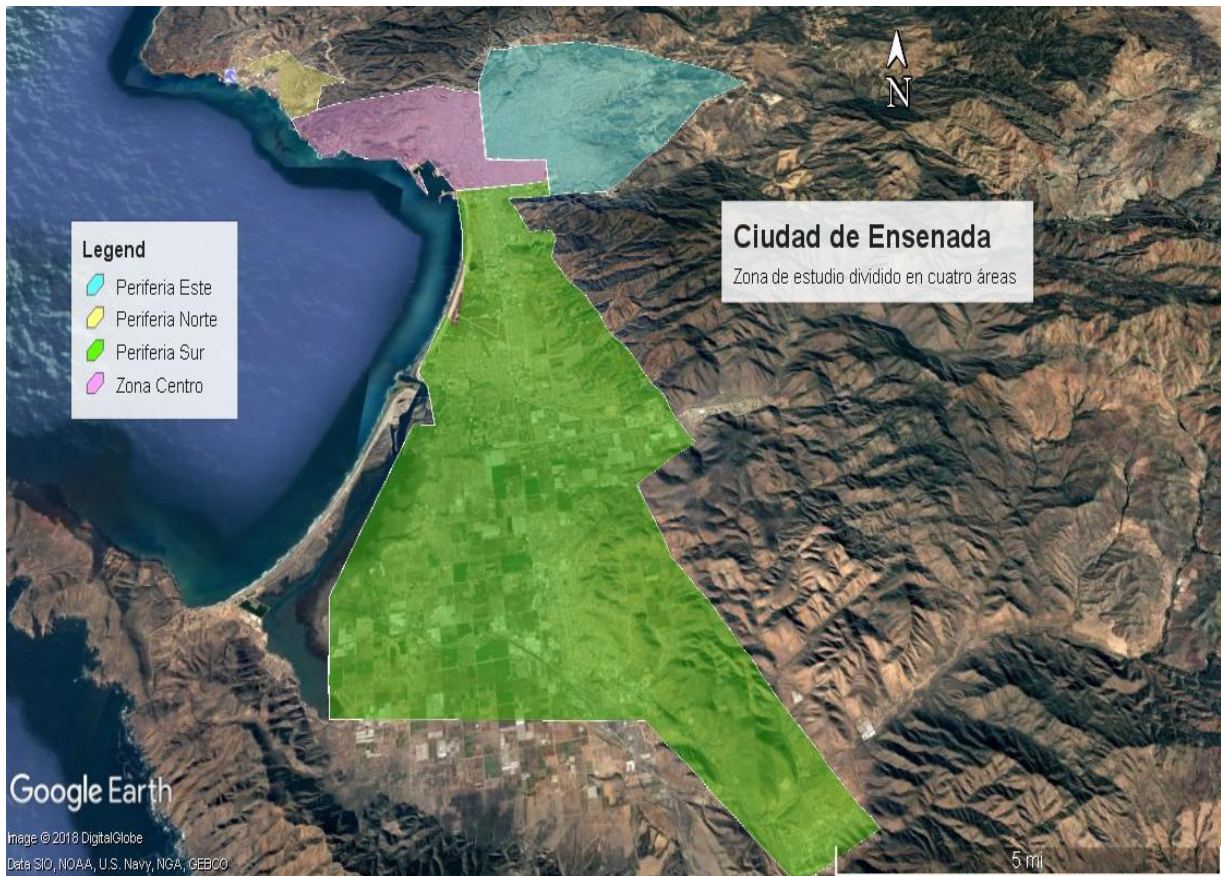 N
Legend
Periferia Este
Periferia Norte
Periferia Sur
Zona Centro
Ciudad de Ensenada
Zona de estudio dividido en cuatro áreas
Google Earth
Image © 2018 DigitalGlobe
Data SIO, NOAA, U.S. Navy, NGA, GEBCO
5 mi